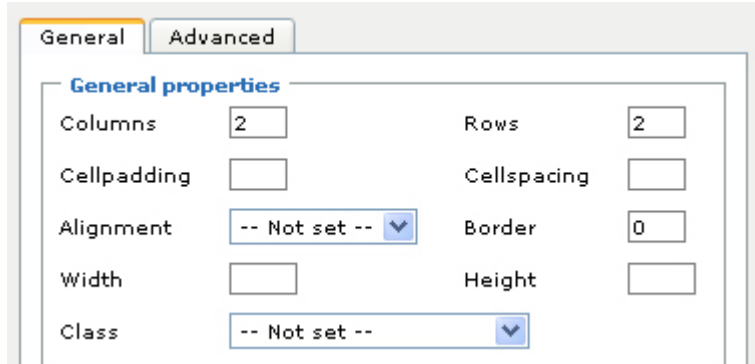 General Advanced
General properties
Columns 2 Rows 2
Cellpadding Cellspacing
Alignment -- Not set -- Border 0
Width Height
Class -- Not set --